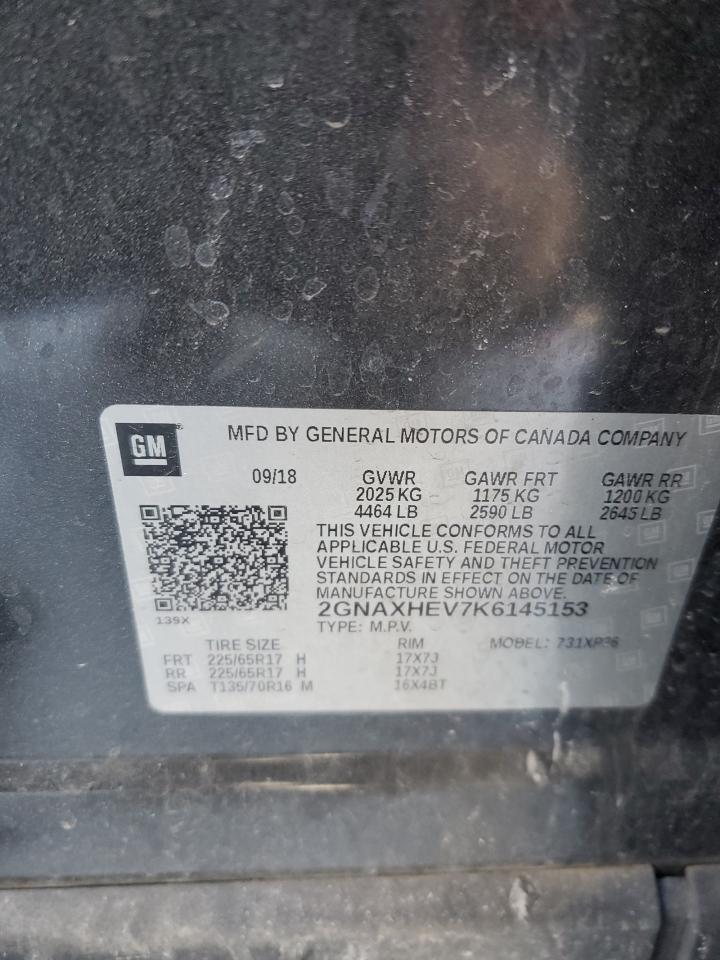 GM
MFD BY GENERAL MOTORS OF CANADA COMPANY
09/18 GVWR GAWR FRT GAWR RR
2025 KG 1175 KG 1200 KG
4464 LB 2590 LB 2645 LB
THIS VEHICLE CONFORMS TO ALL
APPLICABLE U.S. FEDERAL MOTOR
VEHICLE SAFETY AND THEFT PREVENTION
STANDARDS IN EFFECT ON THE DATE OF
MANUFACTURE SHOWN ABOVE.
2GNAXHEV7K6145153
139X
TYPE: M.P.V.
TIRE SIZE RIM MODEL:
FRT 225/65R17 H 17X7J
RR 225/65R17 H 17X7J
SPA T135/70R16 M 16X4BT